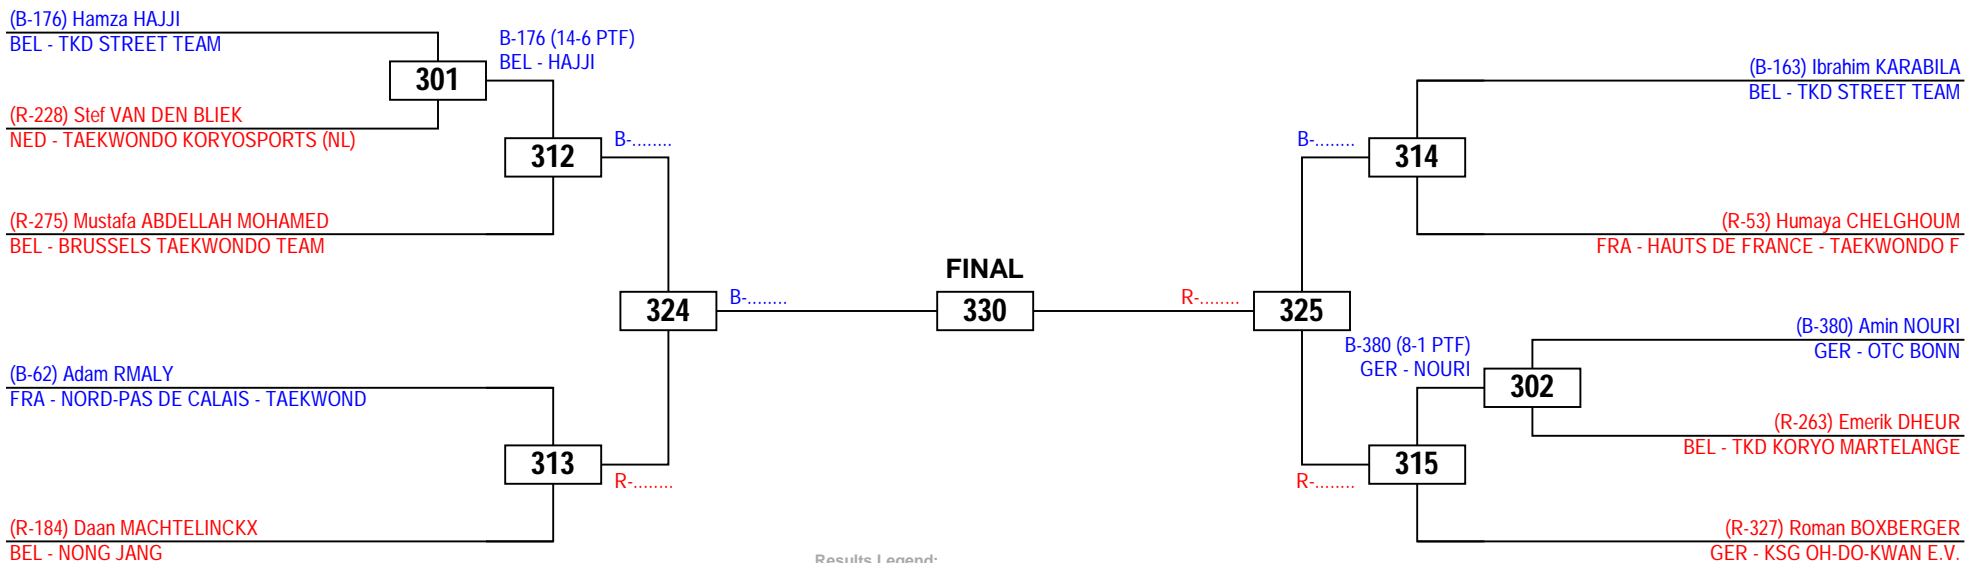 (B-176) Hamza HAJJI
BEL - TKD STREET TEAM
B-176 (14-6 PTF)
BEL - HAJJI
301
(R-228) Stef VAN DEN BLIEK
NED - TAEKWONDO KORYOSPORTS (NL)
312
B-........
(R-275) Mustafa ABDELLAH MOHAMED
BEL - BRUSSELS TAEKWONDO TEAM
324
B-........
(B-62) Adam RMALY
FRA - NORD-PAS DE CALAIS - TAEKWOND
313
R-........
(R-184) Daan MACHTELINCKX
BEL - NONG JANG
FINAL
330
Results Legend:
(B-163) Ibrahim KARABILA
BEL - TKD STREET TEAM
B-........
314
(R-53) Humaya CHELGHOUM
FRA - HAUTS DE FRANCE - TAEKWONDO F
R-........
325
(B-380) Amin NOURI
GER - OTC BONN
B-380 (8-1 PTF)
GER - NOURI
302
(R-263) Emerik DHEUR
BEL - TKD KORYO MARTELANGE
315
R-........
(R-327) Roman BOXBERGER
GER - KSG OH-DO-KWAN E.V.